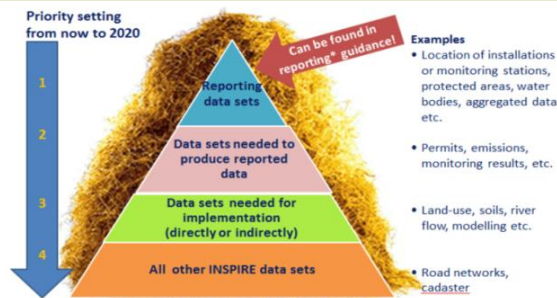 Priority setting
from now to 2020
1
2
3
4
Reporting
data sets
Data sets needed to
produce reported
data
Data sets needed for
implementation
(directly or indirectly)
All other INSPIRE data sets
Can be found in
reporting* guidance!
Examples
• Location of installations
or monitoring stations,
protected areas, water
bodies, aggregated data
etc.
• Permits, emissions,
monitoring results, etc.
• Land-use, soils, river
flow, modelling etc.
• Road networks,
cadaster